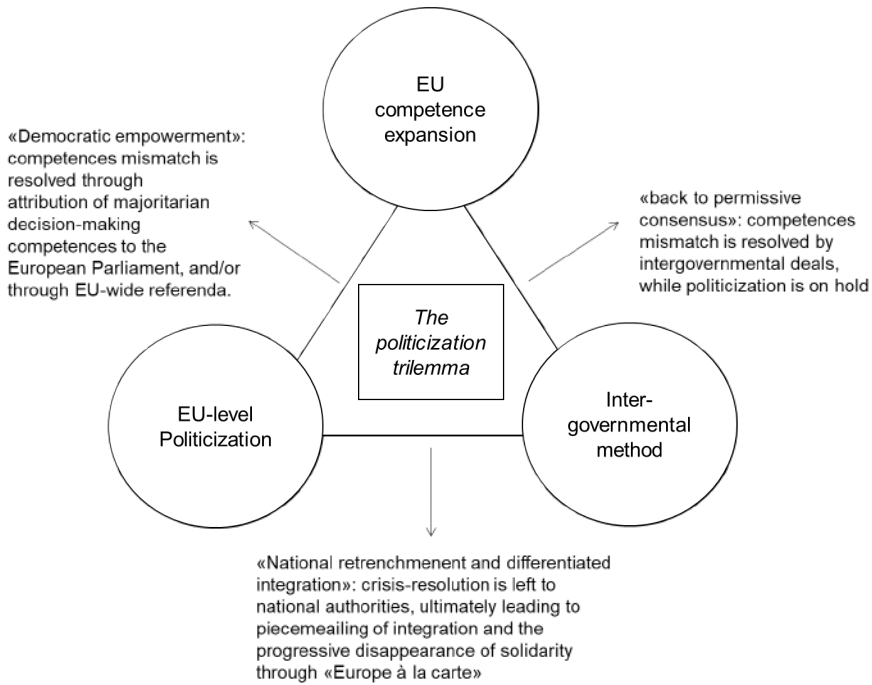 EU
competence
expansion
«Democratic empowerment»:
competences mismatch is
resolved through
attribution of majoritarian
decision-making
competences to the
European Parliament, and/or
through EU-wide referenda.
«back to permissive
consensus»: competences
mismatch is resolved by
intergovernmental deals,
while politicization is on hold
The
politicization
trilemma
EU-level
Politicization
Inter-
governmental
method
«National retrenchmenent and differentiated
integration»: crisis-resolution is left to
national authorities, ultimately leading to
piecemeailing of integration and the
progressive disappearance of solidarity
through «Europe à la carte»